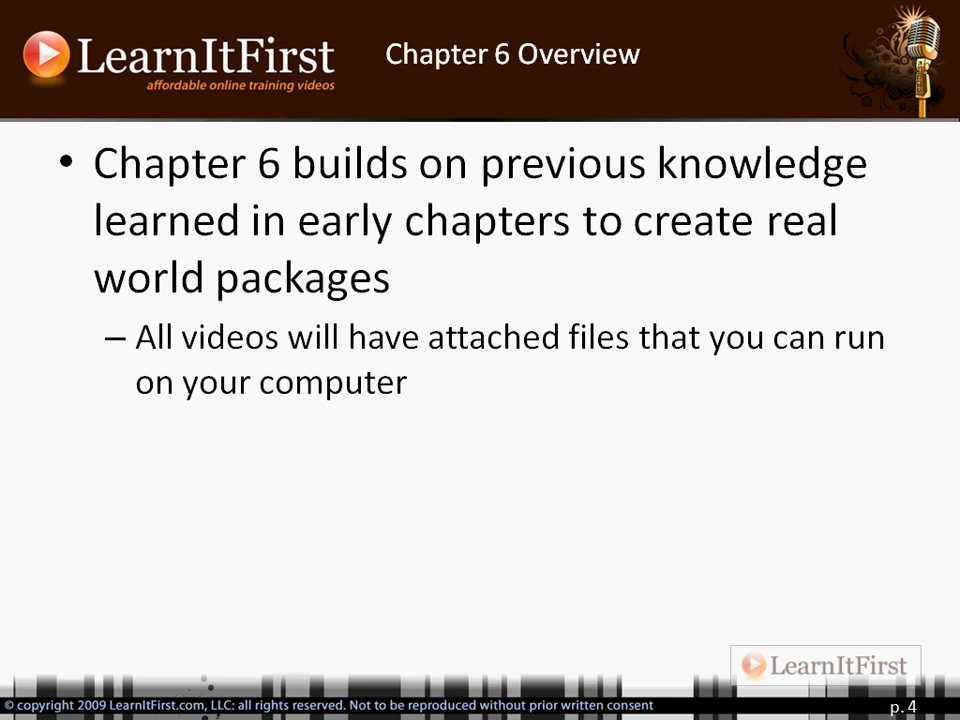 LearnItFirst
affordable online training videos
Chapter 6 Overview
• Chapter 6 builds on previous knowledge
learned in early chapters to create real
world packages
– All videos will have attached files that you can run
on your computer
LearnItFirst
© copyright 2009 LearnItFirst.com, LLC: all rights reserved. Not to be reproduced without prior written consent
p. 4